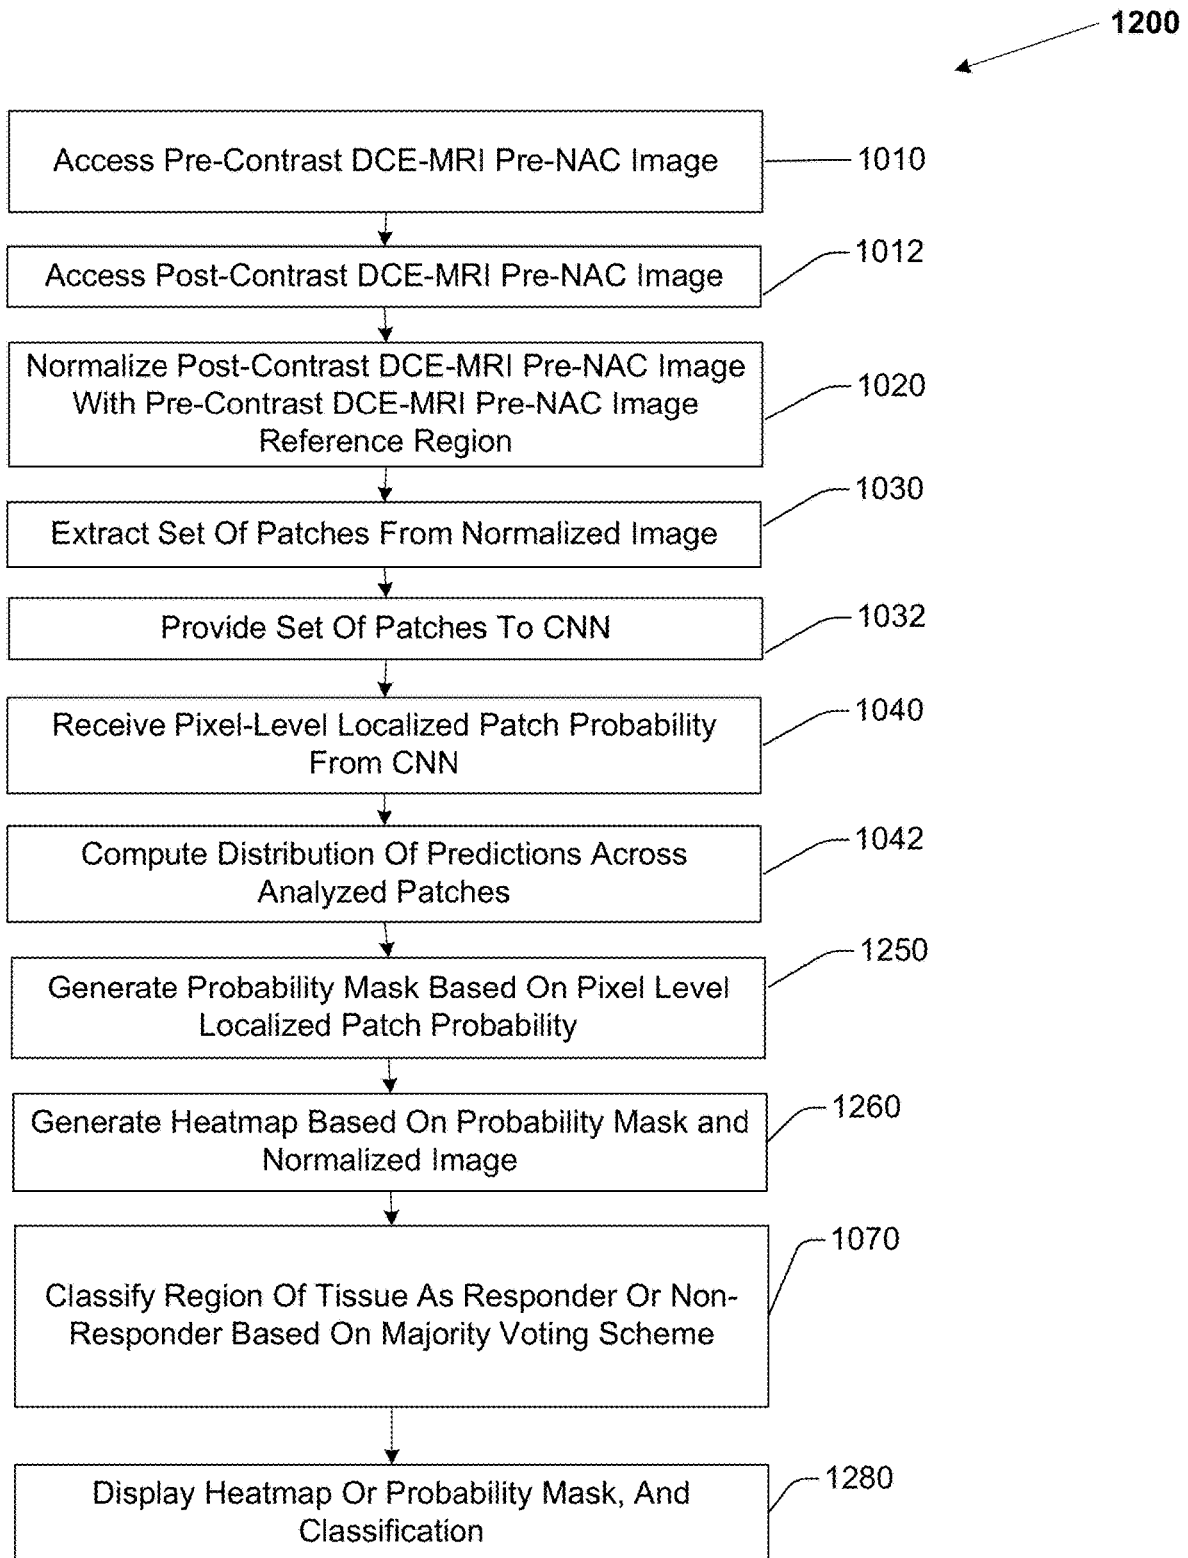 1200
Access Pre-Contrast DCE-MRI Pre-NAC Image
1010
Access Post-Contrast DCE-MRI Pre-NAC Image
1012
Normalize Post-Contrast DCE-MRI Pre-NAC Image
With Pre-Contrast DCE-MRI Pre-NAC Image
Reference Region
1020
Extract Set Of Patches From Normalized Image
1030
Provide Set Of Patches To CNN
1032
Receive Pixel-Level Localized Patch Probability
From CNN
1040
Compute Distribution Of Predictions Across
Analyzed Patches
1042
Generate Probability Mask Based On Pixel Level
Localized Patch Probability
1250
Generate Heatmap Based On Probability Mask and
Normalized Image
1260
Classify Region Of Tissue As Responder Or Non-
Responder Based On Majority Voting Scheme
1070
Display Heatmap Or Probability Mask, And
Classification
1280